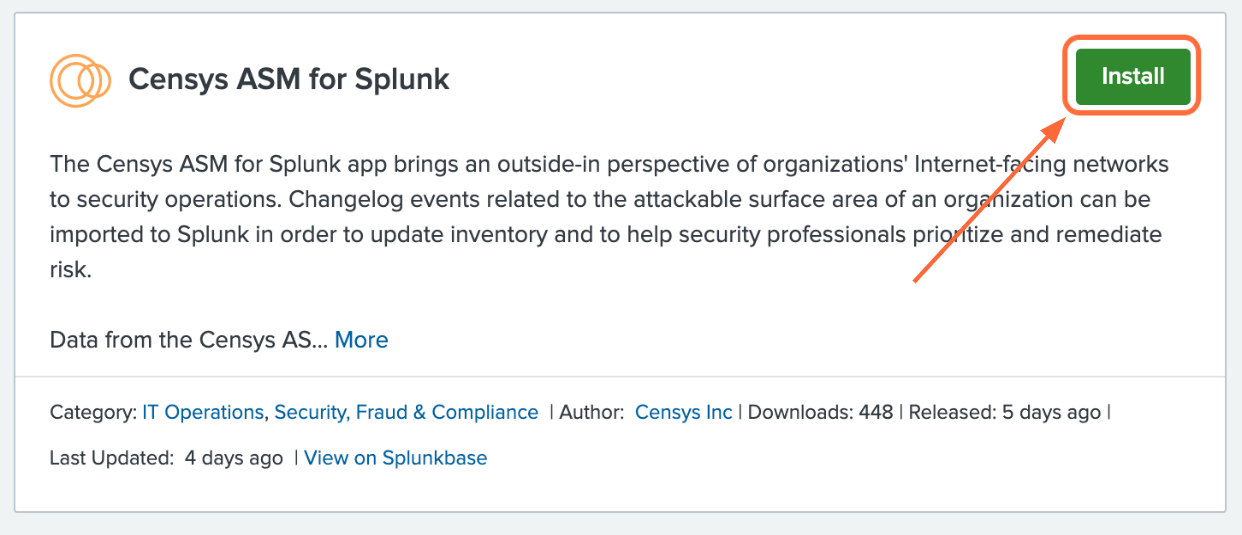 Censys ASM for Splunk
Install
The Censys ASM for Splunk app brings an outside-in perspective of organizations' Internet-facing networks
to security operations. Changelog events related to the attackable surface area of an organization can be
imported to Splunk in order to update inventory and to help security professionals prioritize and remediate
risk.
Data from the Censys AS... More
Category: IT Operations, Security, Fraud & Compliance | Author: Censys Inc | Downloads: 448 | Released: 5 days ago |
Last Updated: 4 days ago | View on Splunkbase